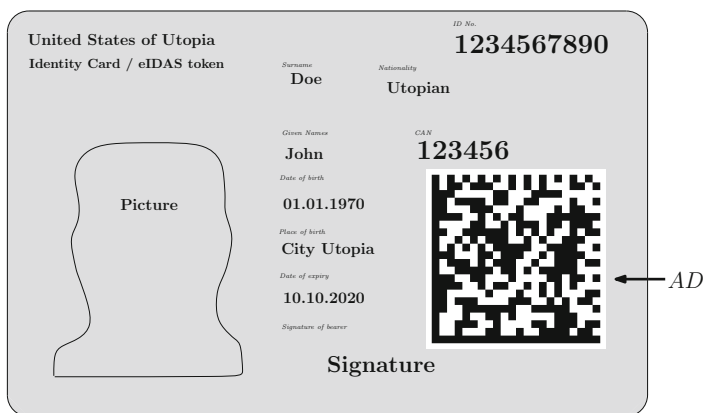 United States of Utopia
Identity Card / eIDAS token
ID No.
1234567890
Surname
Doe
Nationality
Utopian
Given Names
John
CAN
123456
Date of birth
01.01.1970
Picture
Place of birth
City Utopia
Date of expiry
10.10.2020
AD
Signature of bearer
Signature